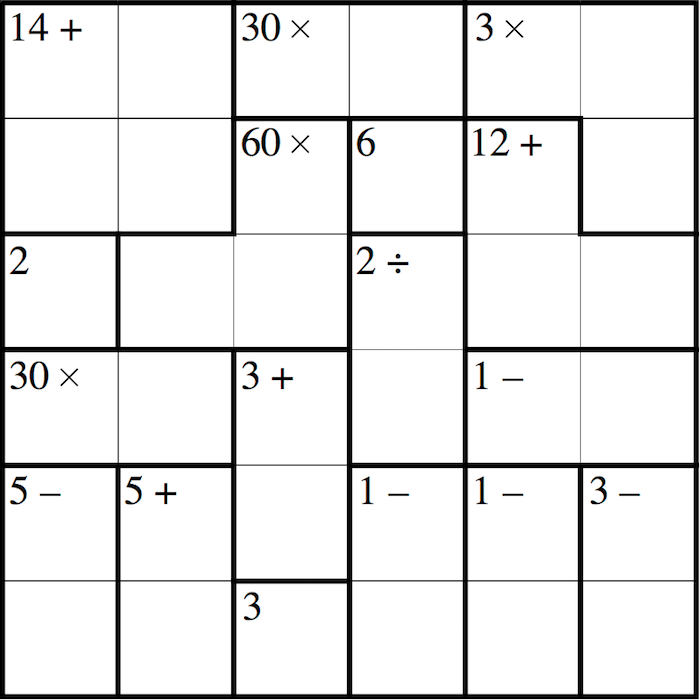 14 + 30 × 3 ×
60 × 6 12 +
2 2 ÷
30 × 3 + 1 –
5 – 5 + 1 – 1 – 3 –
3